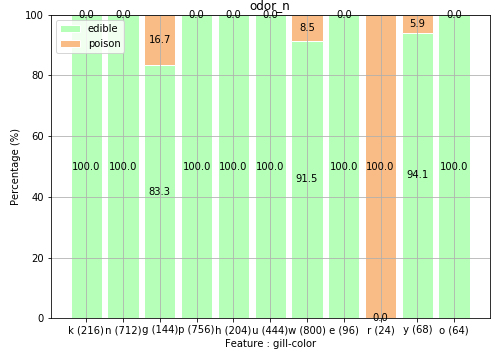 odor_n
edible
poison
Percentage (%)
100
80
60
40
20
0
0.0 0.0 16.7 0.0 0.0 0.0 8.5 0.0 100.0 5.9 0.0
100.0 100.0 83.3 100.0 100.0 100.0 91.5 100.0 0.0 94.1 100.0
k (216) n (712) g (144) p (756) h (204) u (444) w (800) e (96) r (24) y (68) o (64)
Feature : gill-color